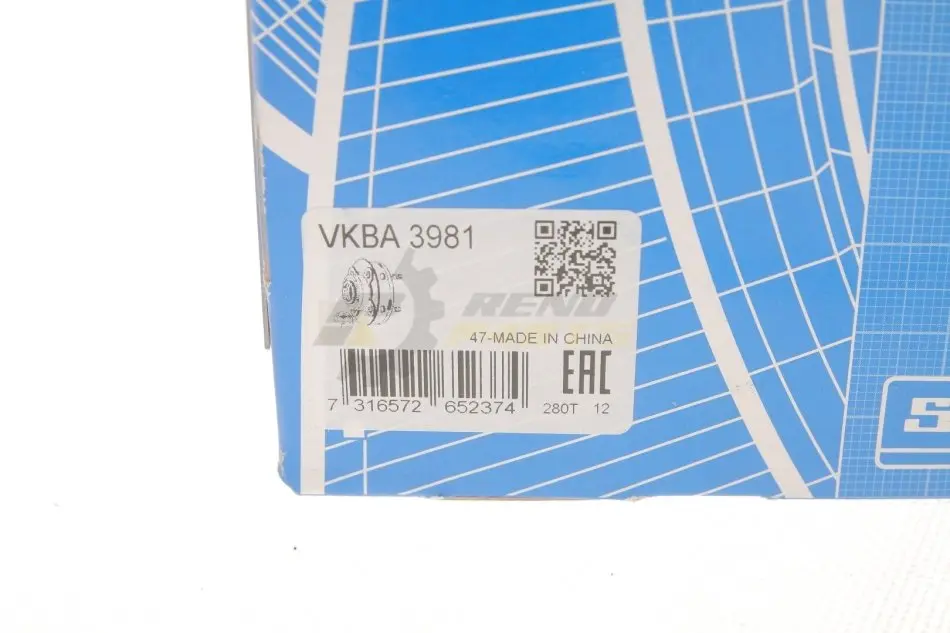 VKBA 3981
RENO
47-MADE IN CHINA
EAC
7 316572 652374
280T 12
S